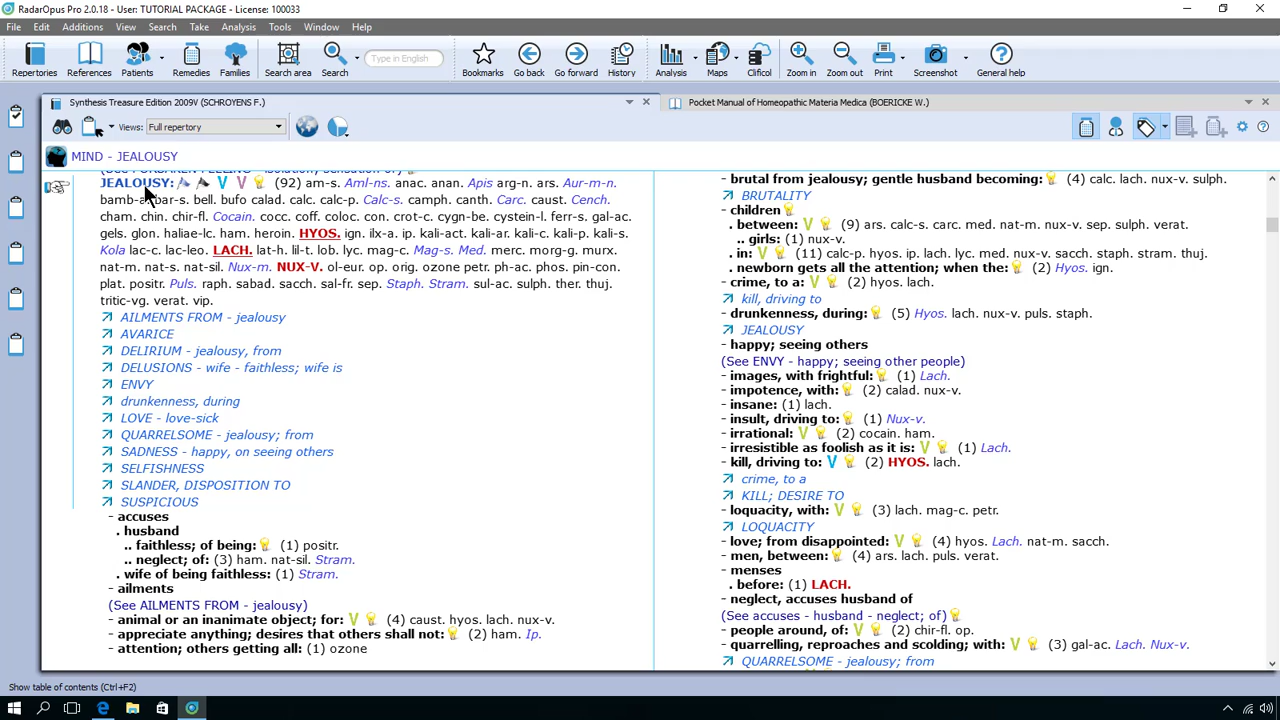 RadarOpus Pro 2.0.18 - User: TUTORIAL PACKAGE - License: 100033
File Edit Additions View Search Take Analysis Tools Window Help
Repertories References Patients Remedies Families Search area Search Type in English Bookmarks Go back Go forward History Analysis Maps Clificol Zoom in Zoom out Print Screenshot General help
Synthesis Treasure Edition 2009V (SCHROYENS F.)
Pocket Manual of Homeopathic Materia Medica (BOERICKE W.)
Views: Full repertory
MIND - JEALOUSY
(See FORSAKEN FEELING - isolation; sensation of)
JEALOUSY: V V (92) am-s. Aml-ns. anac. anan. Apis arg-n. ars. Aur-m-n.
bamb-a. bar-s. bell. bufo calad. calc. calc-p. Calc-s. camph. canth. Carc. caust. Cench.
cham. chin. chir-fl. Cocain. cocc. coff. coloc. con. crot-c. cygn-be. cystein-l. ferr-s. gal-ac.
gels. glon. haliae-lc. ham. heroin. HYOS. ign. ilx-a. ip. kali-act. kali-ar. kali-c. kali-p. kali-s.
Kola lac-c. lac-leo. LACH. lat-h. lil-t. lob. lyc. mag-c. Mag-s. Med. merc. morg-g. murx.
nat-m. nat-s. nat-sil. Nux-m. NUX-V. ol-eur. op. orig. ozone petr. ph-ac. phos. pin-con.
plat. positr. Puls. raph. sabad. sacch. sal-fr. sep. Staph. Stram. sul-ac. sulph. ther. thuj.
tritic-vg. verat. vip.
AILMENTS FROM - jealousy
AVARICE
DELIRIUM - jealousy, from
DELUSIONS - wife - faithless; wife is
ENVY
drunkenness, during
LOVE - love-sick
QUARRELSOME - jealousy; from
SADNESS - happy, on seeing others
SELFISHNESS
SLANDER, DISPOSITION TO
SUSPICIOUS
- accuses
. husband
.. faithless; of being: (1) positr.
.. neglect; of: (3) ham. nat-sil. Stram.
. wife of being faithless: (1) Stram.
- ailments
(See AILMENTS FROM - jealousy)
- animal or an inanimate object; for: V (4) caust. hyos. lach. nux-v.
- appreciate anything; desires that others shall not: (2) ham. Ip.
- attention; others getting all: (1) ozone
- brutal from jealousy; gentle husband becoming: (4) calc. lach. nux-v. sulph.
BRUTALITY
- children
. between: V (9) ars. calc-s. carc. med. nat-m. nux-v. sep. sulph. verat.
.. girls: (1) nux-v.
. in: V (11) calc-p. hyos. ip. lach. lyc. med. nux-v. sacch. staph. stram. thuj.
. newborn gets all the attention; when the: (2) Hyos. ign.
- crime, to a: V (2) hyos. lach.
kill, driving to
- drunkenness, during: (5) Hyos. lach. nux-v. puls. staph.
JEALOUSY
- happy; seeing others
(See ENVY - happy; seeing other people)
- images, with frightful: (1) Lach.
- impotence, with: (2) calad. nux-v.
- insane: (1) lach.
- insult, driving to: (1) Nux-v.
- irrational: V (2) cocain. ham.
- irresistible as foolish as it is: V (1) Lach.
- kill, driving to: V (2) HYOS. lach.
crime, to a
KILL; DESIRE TO
- loquacity, with: V (3) lach. mag-c. petr.
LOQUACITY
- love; from disappointed: V (4) hyos. Lach. nat-m. sacch.
- men, between: (4) ars. lach. puls. verat.
- menses
. before: (1) LACH.
- neglect, accuses husband of
(See accuses - husband - neglect; of)
- people around, of: V (2) chir-fl. op.
- quarrelling, reproaches and scolding; with: V (3) gal-ac. Lach. Nux-v.
QUARRELSOME - jealousy; from
Show table of contents (Ctrl+F2)